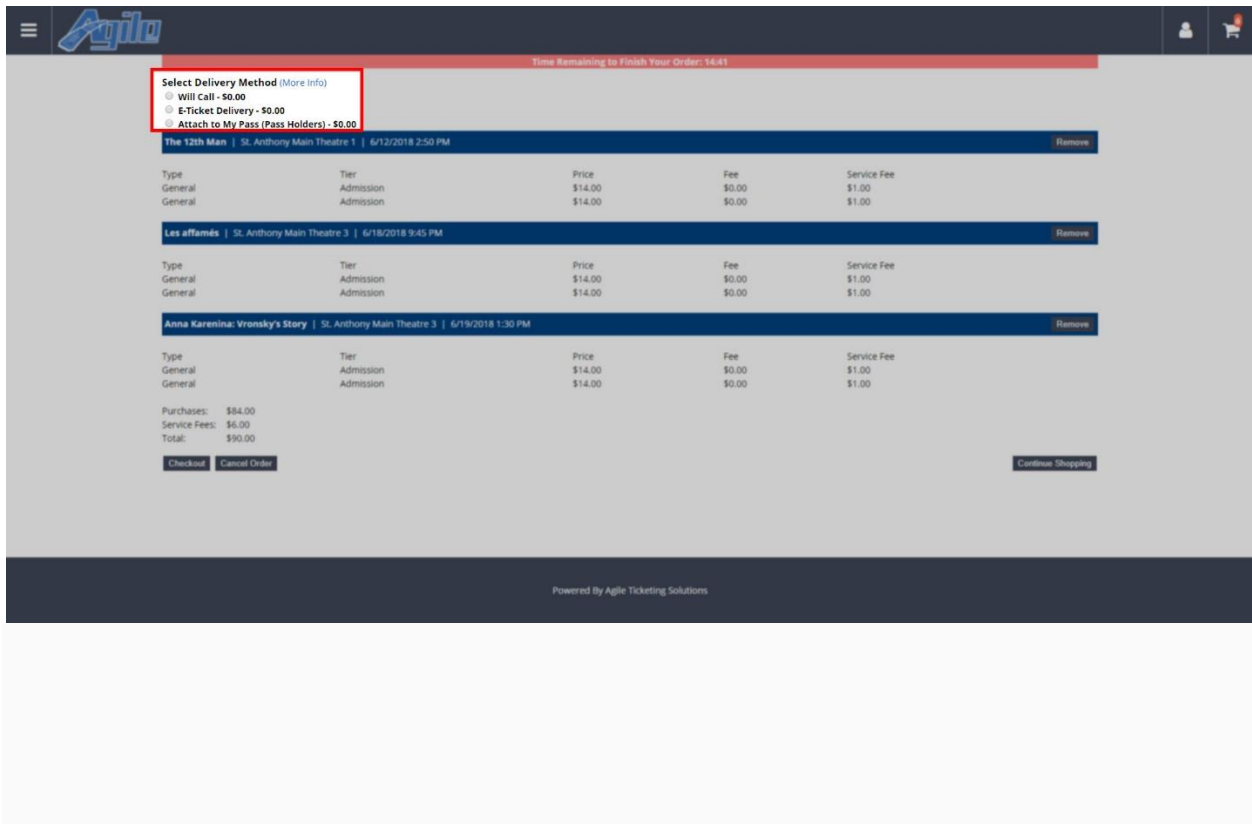 Agile
6
Time Remaining to Finish Your Order: 14:41
Select Delivery Method (More Info)
Will Call - $0.00
E-Ticket Delivery - $0.00
Attach to My Pass (Pass Holders) - $0.00
The 12th Man | St. Anthony Main Theatre 1 | 6/12/2018 2:50 PM Remove
Type Tier Price Fee Service Fee
General Admission $14.00 $0.00 $1.00
General Admission $14.00 $0.00 $1.00
Les affamés | St. Anthony Main Theatre 3 | 6/18/2018 9:45 PM Remove
Type Tier Price Fee Service Fee
General Admission $14.00 $0.00 $1.00
General Admission $14.00 $0.00 $1.00
Anna Karenina: Vronsky's Story | St. Anthony Main Theatre 3 | 6/19/2018 1:30 PM Remove
Type Tier Price Fee Service Fee
General Admission $14.00 $0.00 $1.00
General Admission $14.00 $0.00 $1.00
Purchases: $84.00
Service Fees: $6.00
Total: $90.00
Checkout Cancel Order Continue Shopping
Powered By Agile Ticketing Solutions